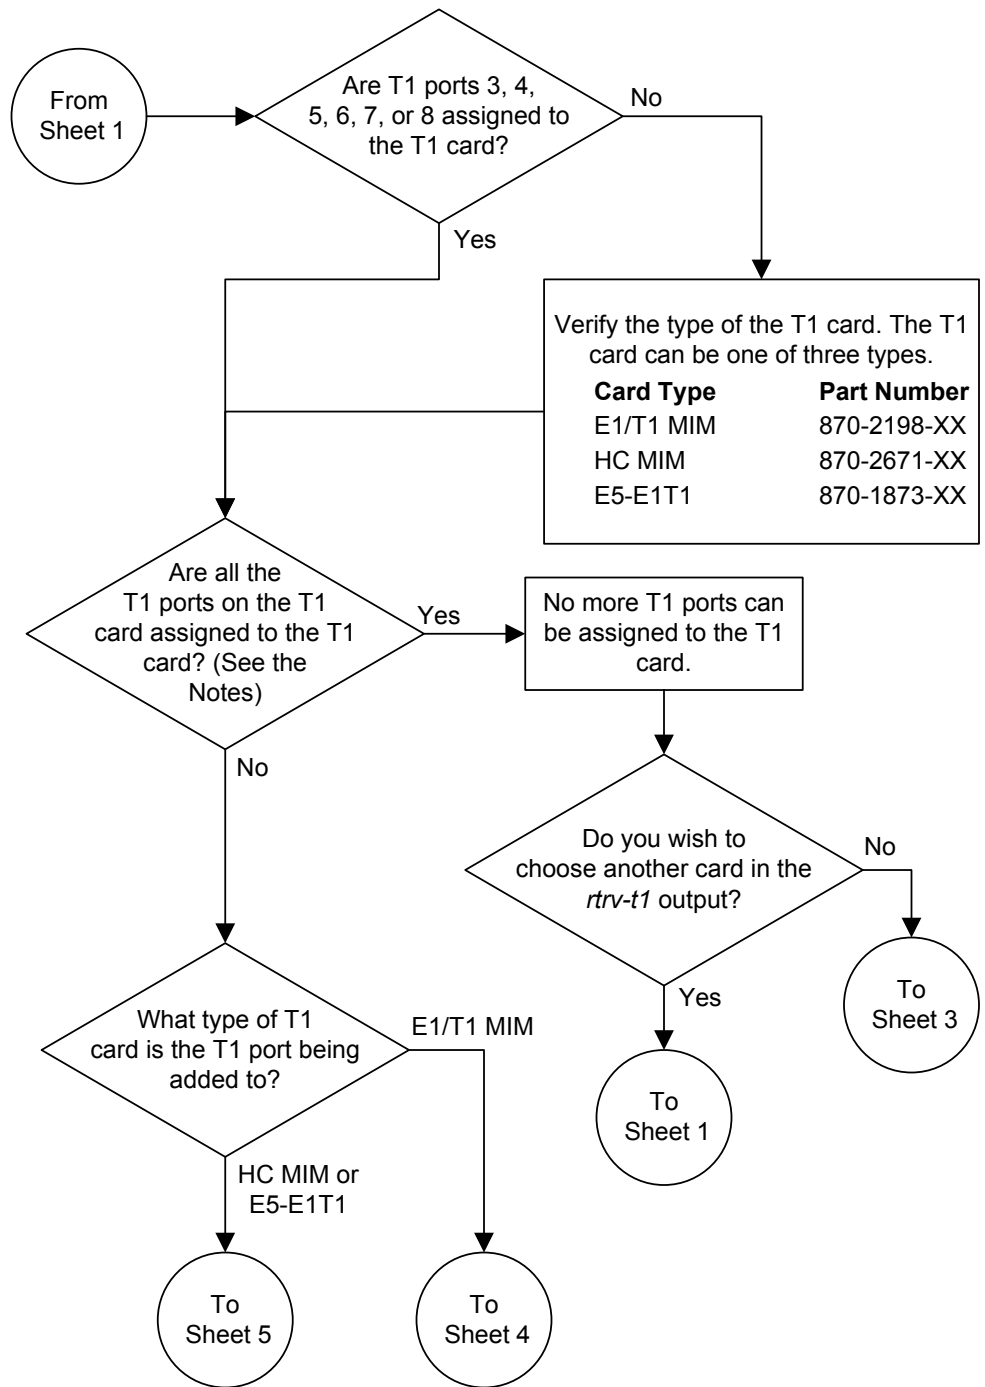 From
Sheet 1
Are T1 ports 3, 4,
5, 6, 7, or 8 assigned to
the T1 card?
No
Yes
Verify the type of the T1 card. The T1
card can be one of three types.
Card Type Part Number
E1/T1 MIM 870-2198-XX
HC MIM 870-2671-XX
E5-E1T1 870-1873-XX
Are all the
T1 ports on the T1
card assigned to the T1
card? (See the
Notes)
Yes
No more T1 ports can
be assigned to the T1
card.
No
Do you wish to
choose another card in the
rtrv-t1 output?
No
To
Sheet 3
Yes
To
Sheet 1
What type of T1
card is the T1 port being
added to?
E1/T1 MIM
HC MIM or
E5-E1T1
To
Sheet 5
To
Sheet 4